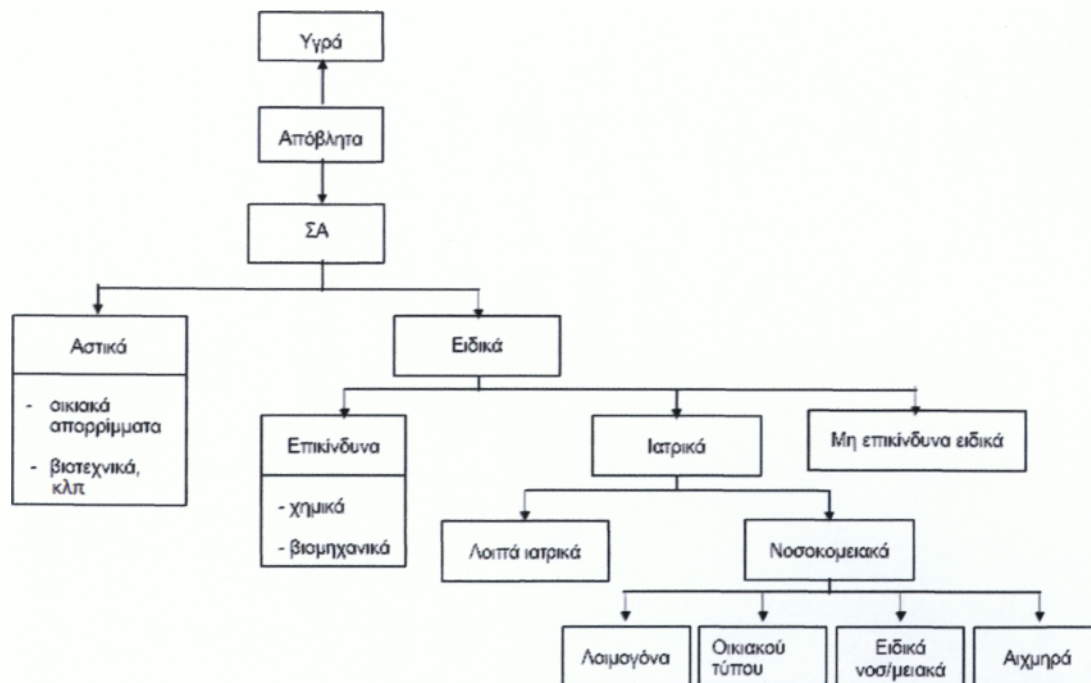 Υγρά
Απόβλητα
ΣΑ
Αστικά
- οικιακά
απορρίμματα
- βιοτεχνικά,
κλπ
Ειδικά
Επικίνδυνα
- χημικά
- βιομηχανικά
Ιατρικά
Μη επικίνδυνα ειδικά
Λοιπά ιατρικά
Νοσοκομειακά
Λοιμογόνα
Οικιακού
τύπου
Ειδικά
νοσ/μειακά
Αιχμηρά